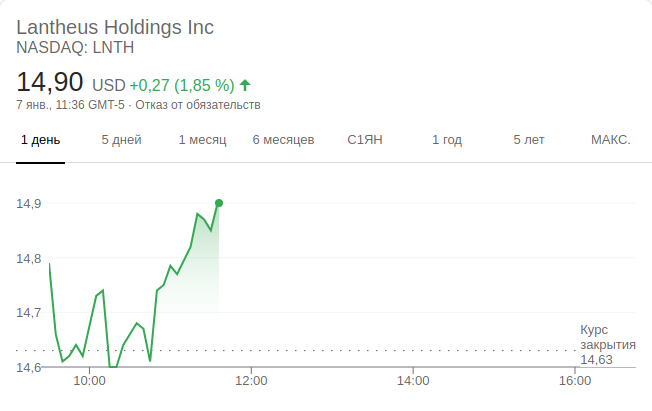 Lantheus Holdings Inc
NASDAQ: LNTH
14,90 USD +0,27 (1,85 %)
7 янв., 11:36 GMT-5 · Отказ от обязательств
1 день 5 дней 1 месяц 6 месяцев С1ЯН 1 год 5 лет МАКС.
14,9
14,8
14,7
14,6
Курс
закрытия
14,63
10:00 12:00 14:00 16:00